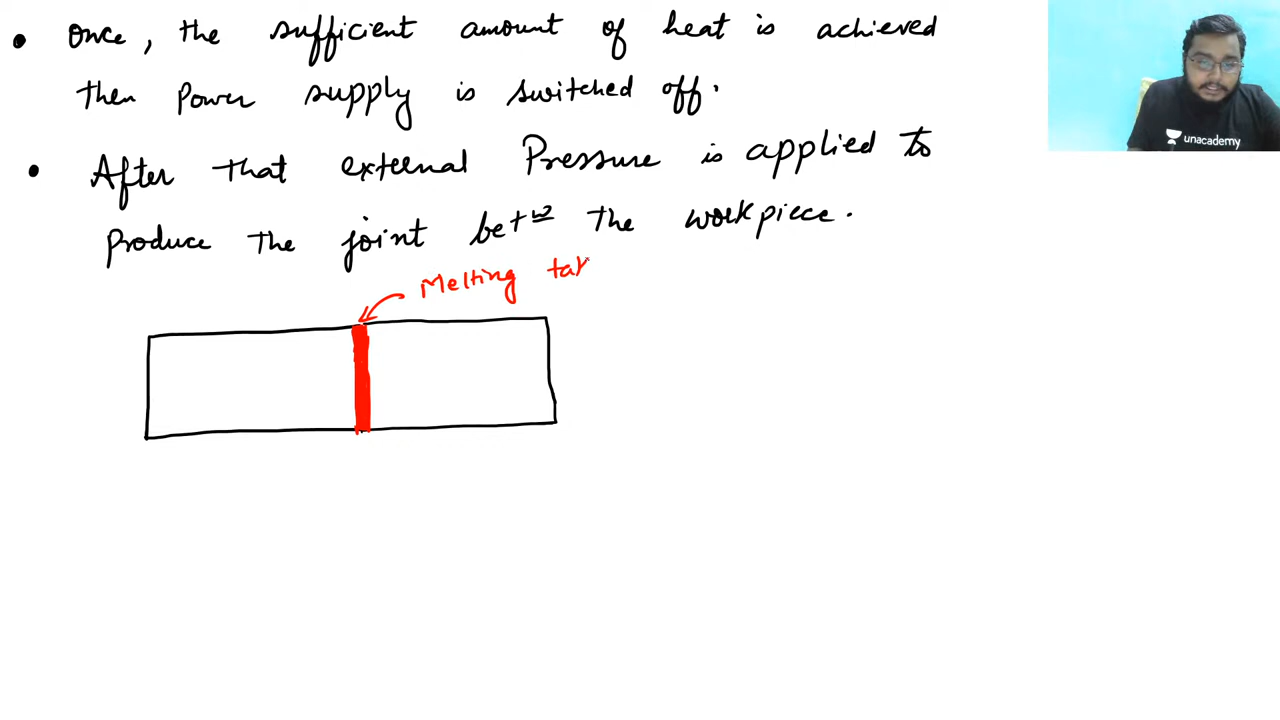 • Once, the sufficient amount of heat is achieved
then Power supply is switched off.
• After that external Pressure is applied to
produce the joint betw the workpiece.
Melting
unacademy